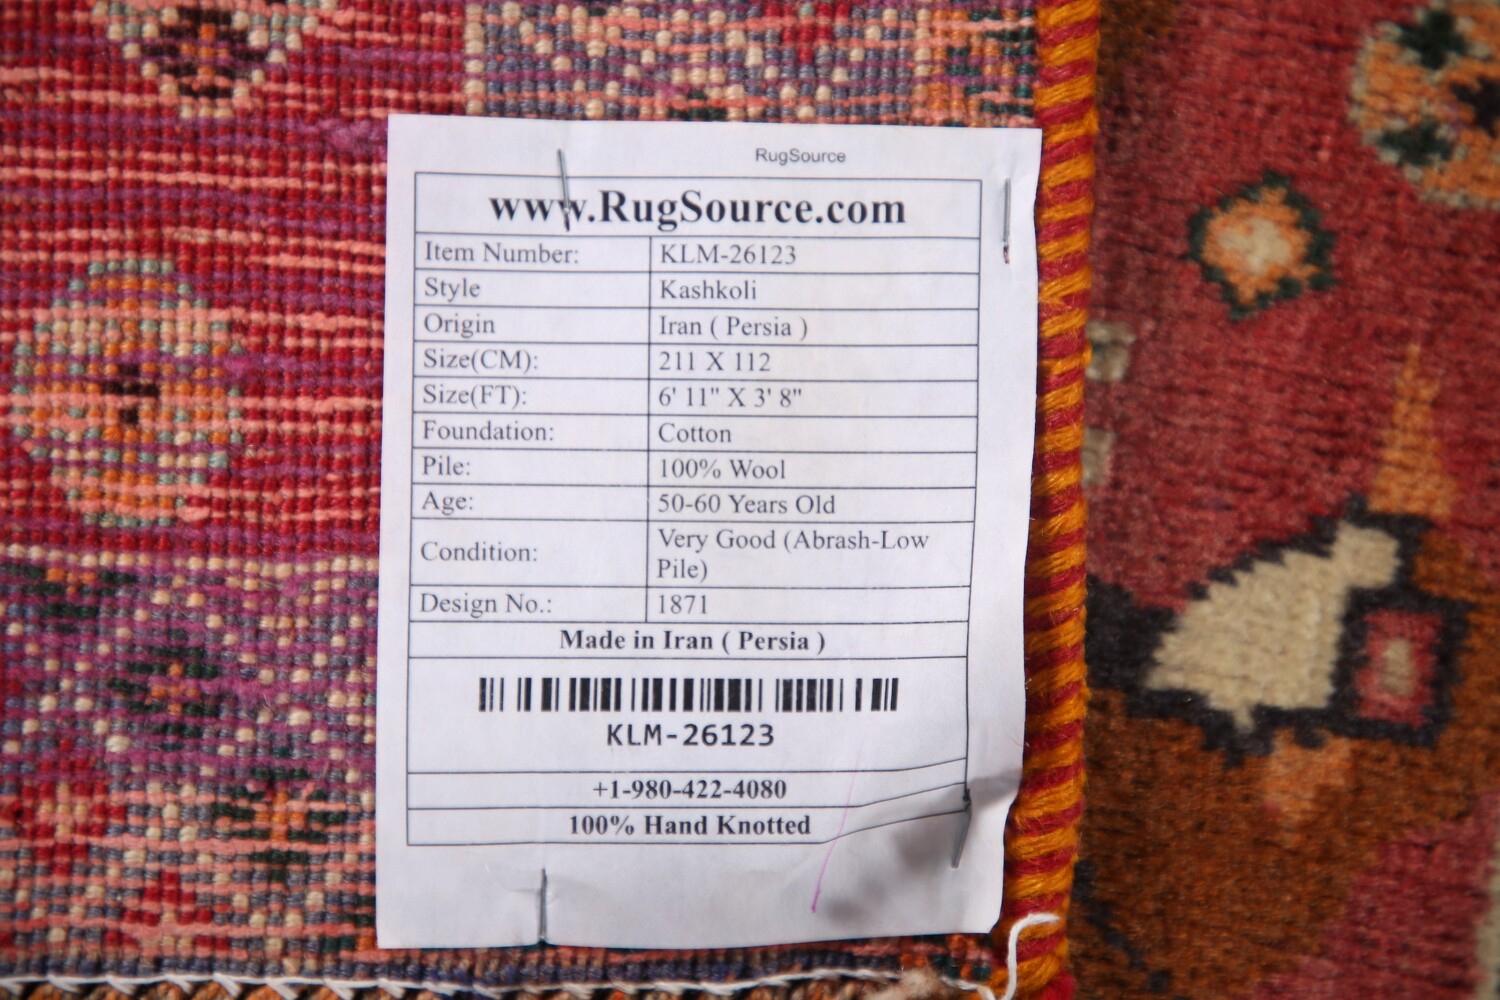 RugSource
www.RugSource.com
Item Number: KLM-26123
Style Kashkoli
Origin Iran ( Persia )
Size(CM): 211 X 112
Size(FT): 6' 11" X 3' 8"
Foundation: Cotton
Pile: 100% Wool
Age: 50-60 Years Old
Condition: Very Good (Abrash-Low
Pile)
Design No.: 1871
Made in Iran ( Persia )
KLM-26123
+1-980-422-4080
100% Hand Knotted